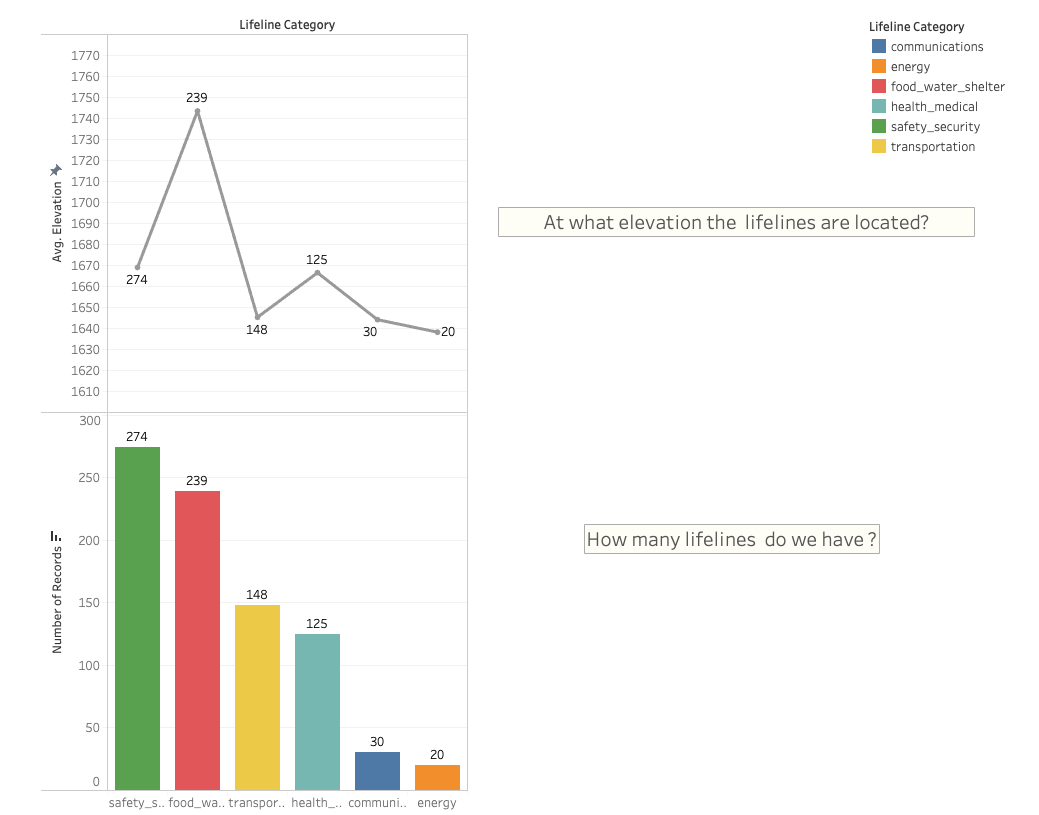 Lifeline Category
1770
1760
1750
1740
1730
1720
1710
1700
1690
1680
1670
1660
1650
1640
1630
1620
1610
Avg. Elevation
239
274
148
125
30
20
300
250
200
150
100
50
0
Number of Records
274
239
148
125
30
20
safety_s.. food_wa.. transpor.. health_.. communi.. energy
Lifeline Category
communications
energy
food_water_shelter
health_medical
safety_security
transportation
At what elevation the lifelines are located?
How many lifelines do we have ?